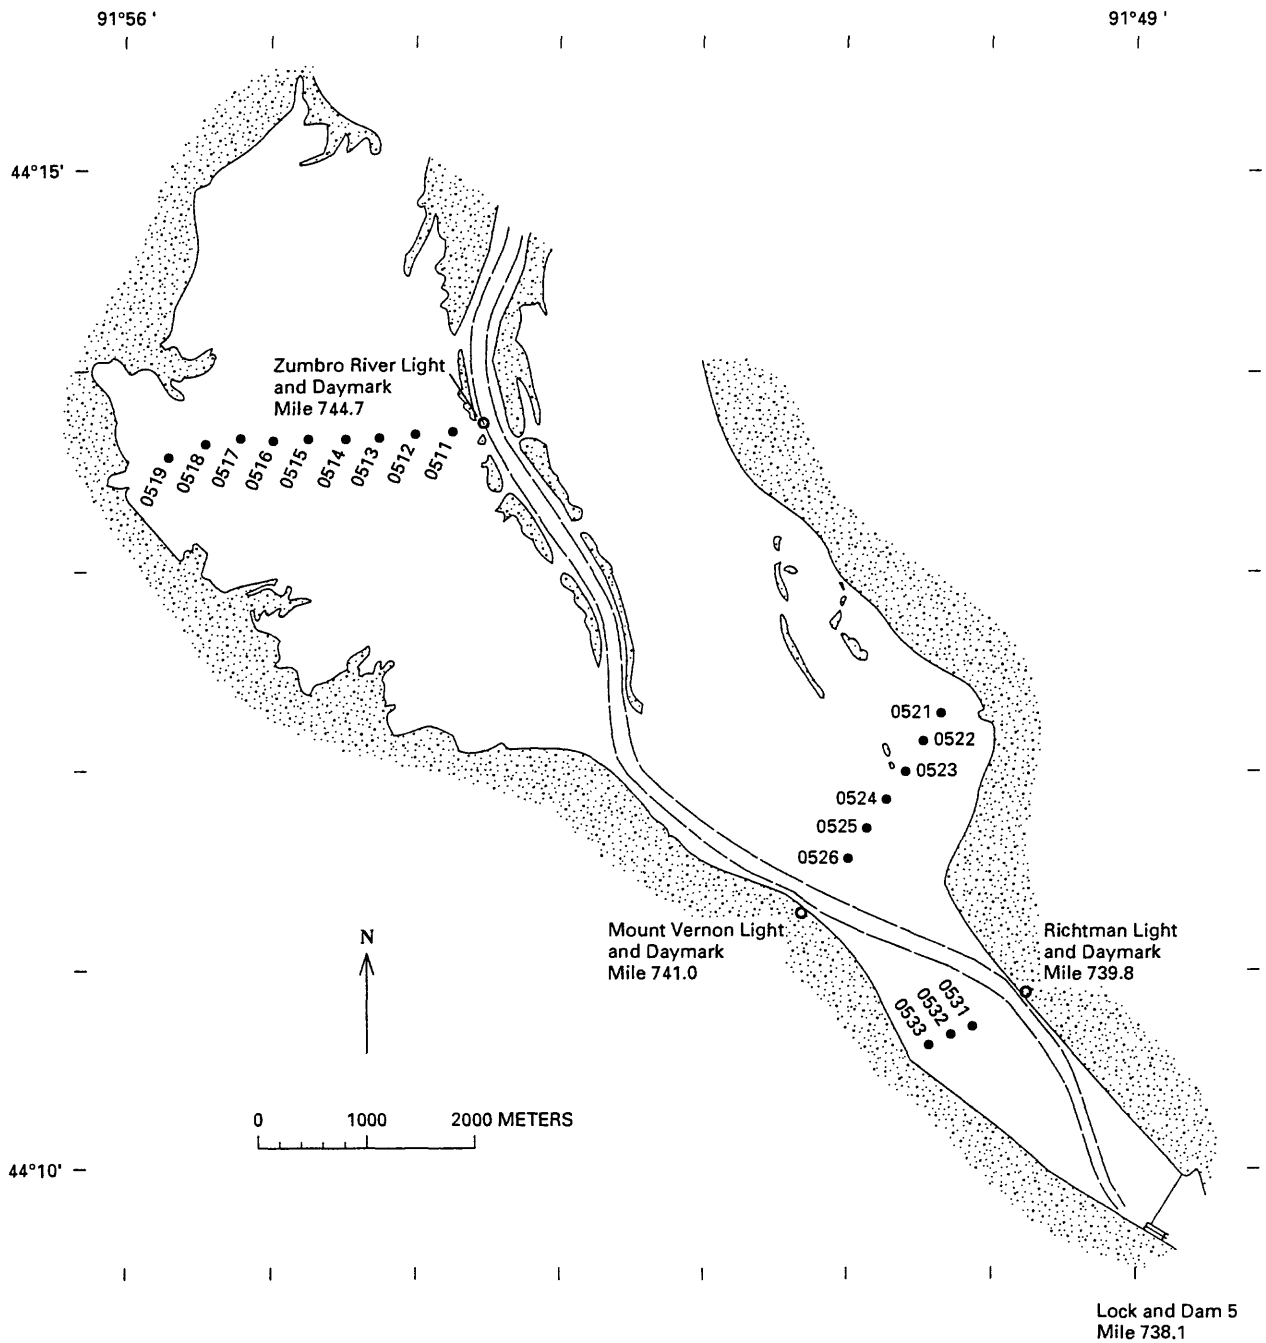 91°56 '
91°49 '
44°15'
Zumbro River Light
and Daymark
Mile 744.7
0519
0518
0517
0516
0515
0514
0513
0512
0511
0521
0522
0523
0524
0525
0526
Mount Vernon Light
and Daymark
Mile 741.0
Richtman Light
and Daymark
Mile 739.8
N
0533
0532
0531
0 1000 2000 METERS
44°10'
Lock and Dam 5
Mile 738.1